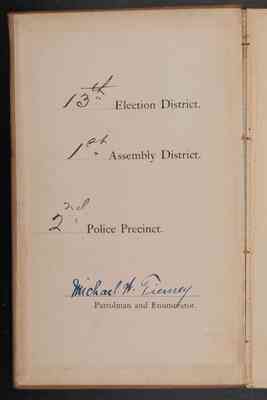 13th Election District.
1st Assembly District.
2nd Police Precinct.
Michael H. Tierney
Patrolman and Enumerator.